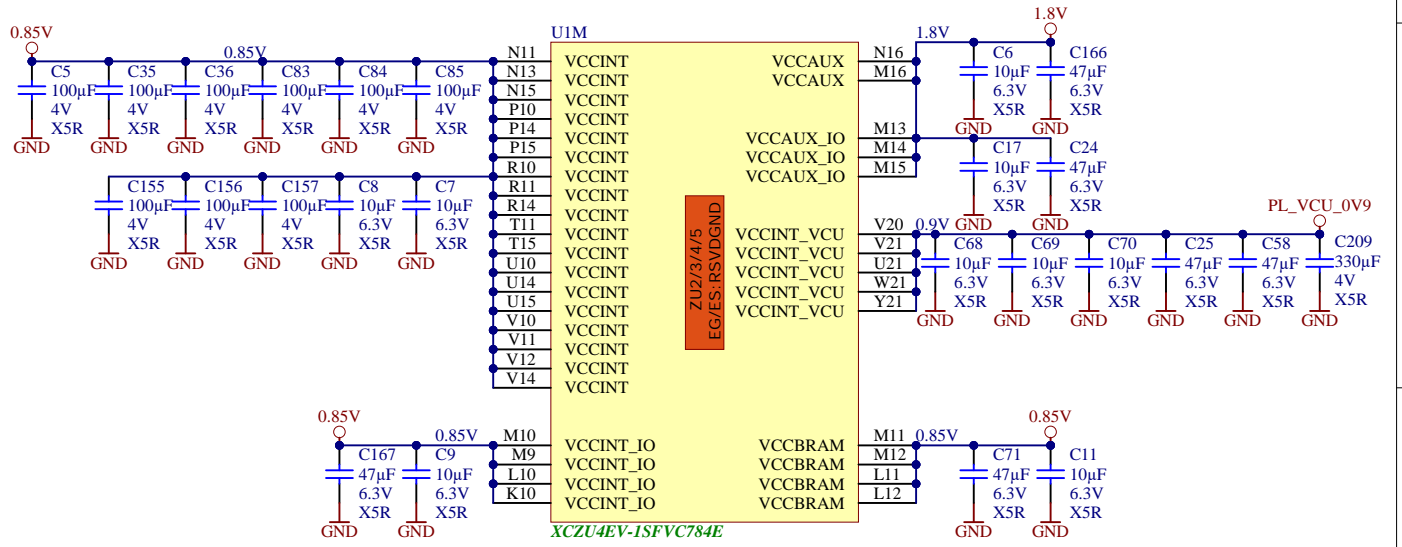 0.85V
0.85V
C5
100µF
4V
X5R
GND
C35
100µF
4V
X5R
GND
C36
100µF
4V
X5R
GND
C83
100µF
4V
X5R
GND
C84
100µF
4V
X5R
GND
C85
100µF
4V
X5R
GND
C155
100µF
4V
X5R
GND
C156
100µF
4V
X5R
GND
C157
100µF
4V
X5R
GND
C8
10µF
6.3V
X5R
GND
C7
10µF
6.3V
X5R
GND
0.85V
0.85V
C167
47µF
6.3V
X5R
GND
C9
10µF
6.3V
X5R
GND
U1M
N11 VCCINT
N13 VCCINT
N15 VCCINT
P10 VCCINT
P14 VCCINT
P15 VCCINT
R10 VCCINT
R11 VCCINT
R14 VCCINT
T11 VCCINT
T15 VCCINT
U10 VCCINT
U14 VCCINT
U15 VCCINT
V10 VCCINT
V11 VCCINT
V12 VCCINT
V14 VCCINT
M10 VCCINT_IO
M9 VCCINT_IO
L10 VCCINT_IO
K10 VCCINT_IO
ZU2/3/4/5
EG/ES: RSVDGND
VCCAUX N16
VCCAUX M16
VCCAUX_IO M13
VCCAUX_IO M14
VCCAUX_IO M15
VCCINT_VCU V20
VCCINT_VCU V21
VCCINT_VCU U21
VCCINT_VCU W21
VCCINT_VCU Y21
VCCBRAM M11
VCCBRAM M12
VCCBRAM L11
VCCBRAM L12
XCZU4EV-1SFVC784E
1.8V
1.8V
C6
10µF
6.3V
X5R
GND
C166
47µF
6.3V
X5R
GND
C17
10µF
6.3V
X5R
GND
C24
47µF
6.3V
X5R
GND
0.9V
PL_VCU_0V9
C68
10µF
6.3V
X5R
GND
C69
10µF
6.3V
X5R
GND
C70
10µF
6.3V
X5R
GND
C25
47µF
6.3V
X5R
GND
C58
47µF
6.3V
X5R
GND
C209
330µF
4V
X5R
GND
0.85V
0.85V
C71
47µF
6.3V
X5R
GND
C11
10µF
6.3V
X5R
GND